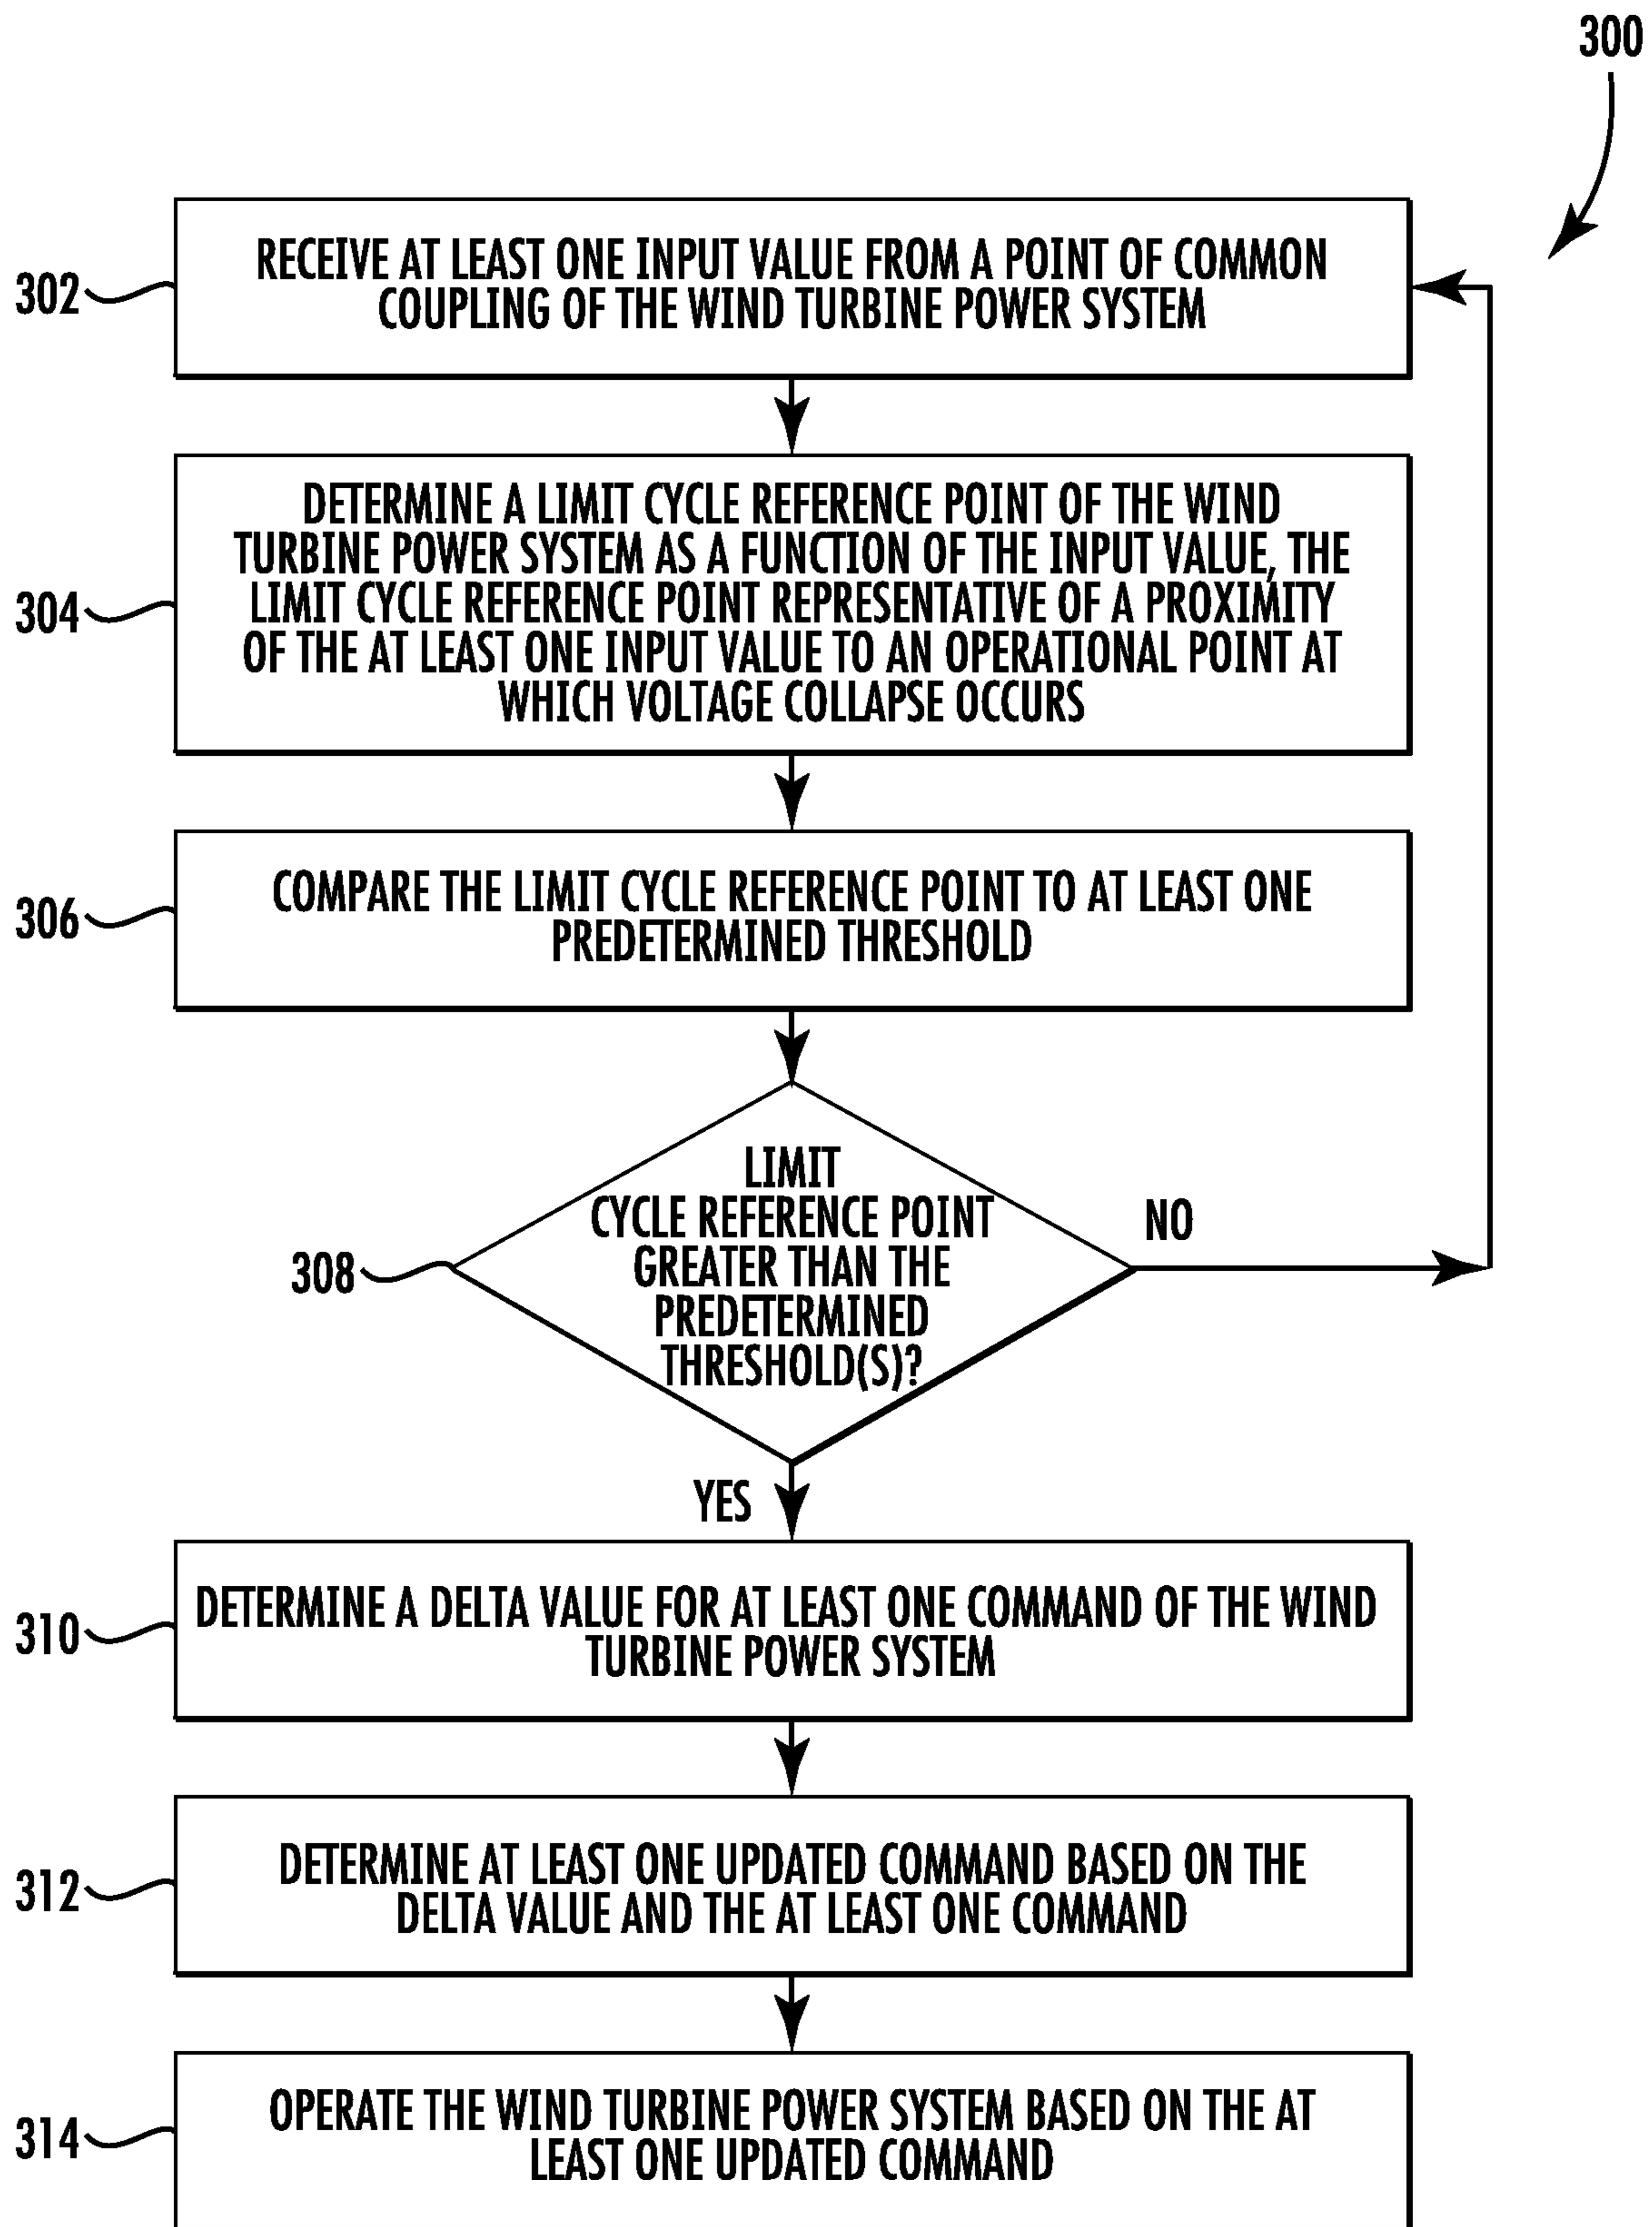 300
302
RECEIVE AT LEAST ONE INPUT VALUE FROM A POINT OF COMMON
COUPLING OF THE WIND TURBINE POWER SYSTEM
304
DETERMINE A LIMIT CYCLE REFERENCE POINT OF THE WIND
TURBINE POWER SYSTEM AS A FUNCTION OF THE INPUT VALUE, THE
LIMIT CYCLE REFERENCE POINT REPRESENTATIVE OF A PROXIMITY
OF THE AT LEAST ONE INPUT VALUE TO AN OPERATIONAL POINT AT
WHICH VOLTAGE COLLAPSE OCCURS
306
COMPARE THE LIMIT CYCLE REFERENCE POINT TO AT LEAST ONE
PREDETERMINED THRESHOLD
308
LIMIT
CYCLE REFERENCE POINT
GREATER THAN THE
PREDETERMINED
THRESHOLD(S)?
NO
YES
310
DETERMINE A DELTA VALUE FOR AT LEAST ONE COMMAND OF THE WIND
TURBINE POWER SYSTEM
312
DETERMINE AT LEAST ONE UPDATED COMMAND BASED ON THE
DELTA VALUE AND THE AT LEAST ONE COMMAND
314
OPERATE THE WIND TURBINE POWER SYSTEM BASED ON THE AT
LEAST ONE UPDATED COMMAND